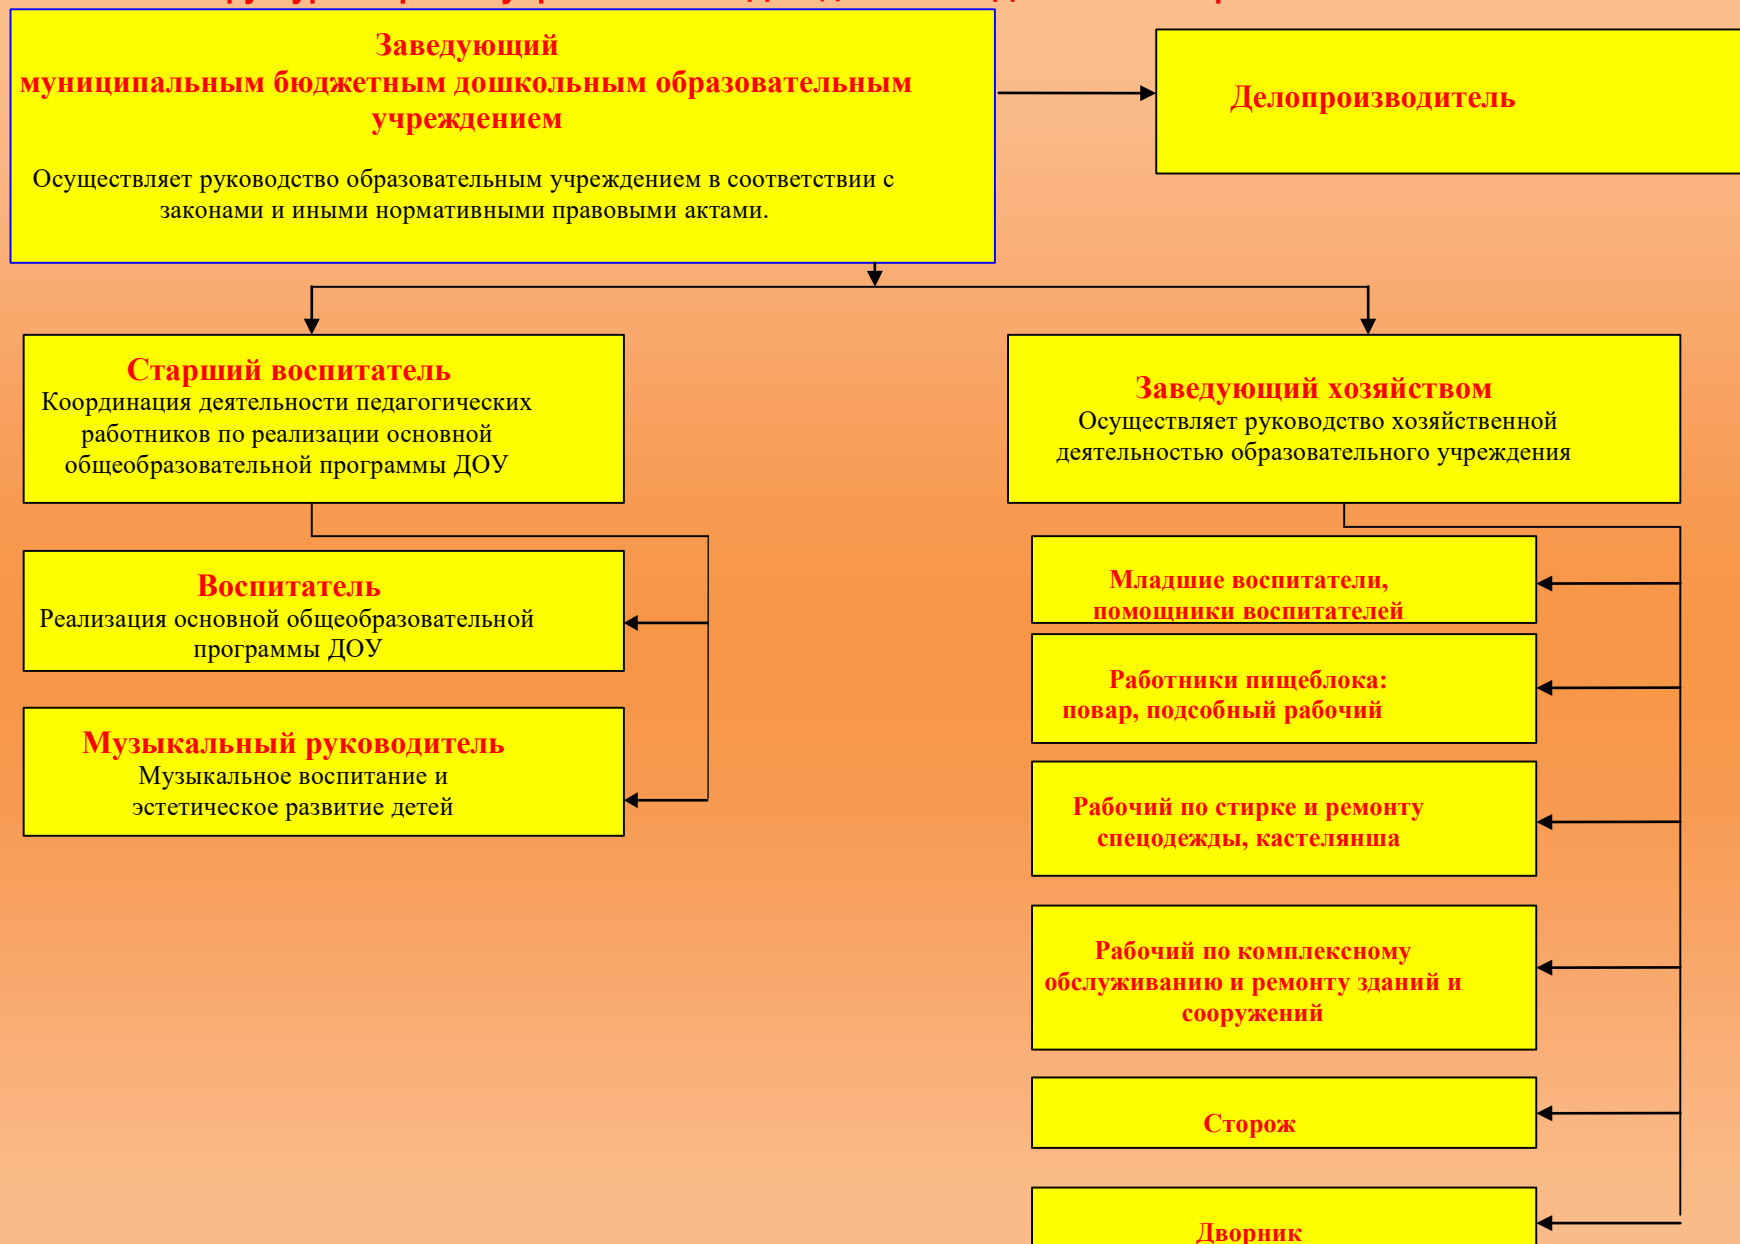 Заведующий
муниципальным бюджетным дошкольным образовательным
учреждением
Осуществляет руководство образовательным учреждением в соответствии с
законами и иными нормативными правовыми актами.
Делопроизводитель
Старший воспитатель
Координация деятельности педагогических
работников по реализации основной
общеобразовательной программы ДОУ
Заведующий хозяйством
Осуществляет руководство хозяйственной
деятельностью образовательного учреждения
Воспитатель
Реализация основной общеобразовательной
программы ДОУ
Музыкальный руководитель
Музыкальное воспитание и
эстетическое развитие детей
Младшие воспитатели,
помощники воспитателей
Работники пищеблока:
повар, подсобный рабочий
Рабочий по стирке и ремонту
спецодежды, кастелянша
Рабочий по комплексному
обслуживанию и ремонту зданий и
сооружений
Сторож
Дворник